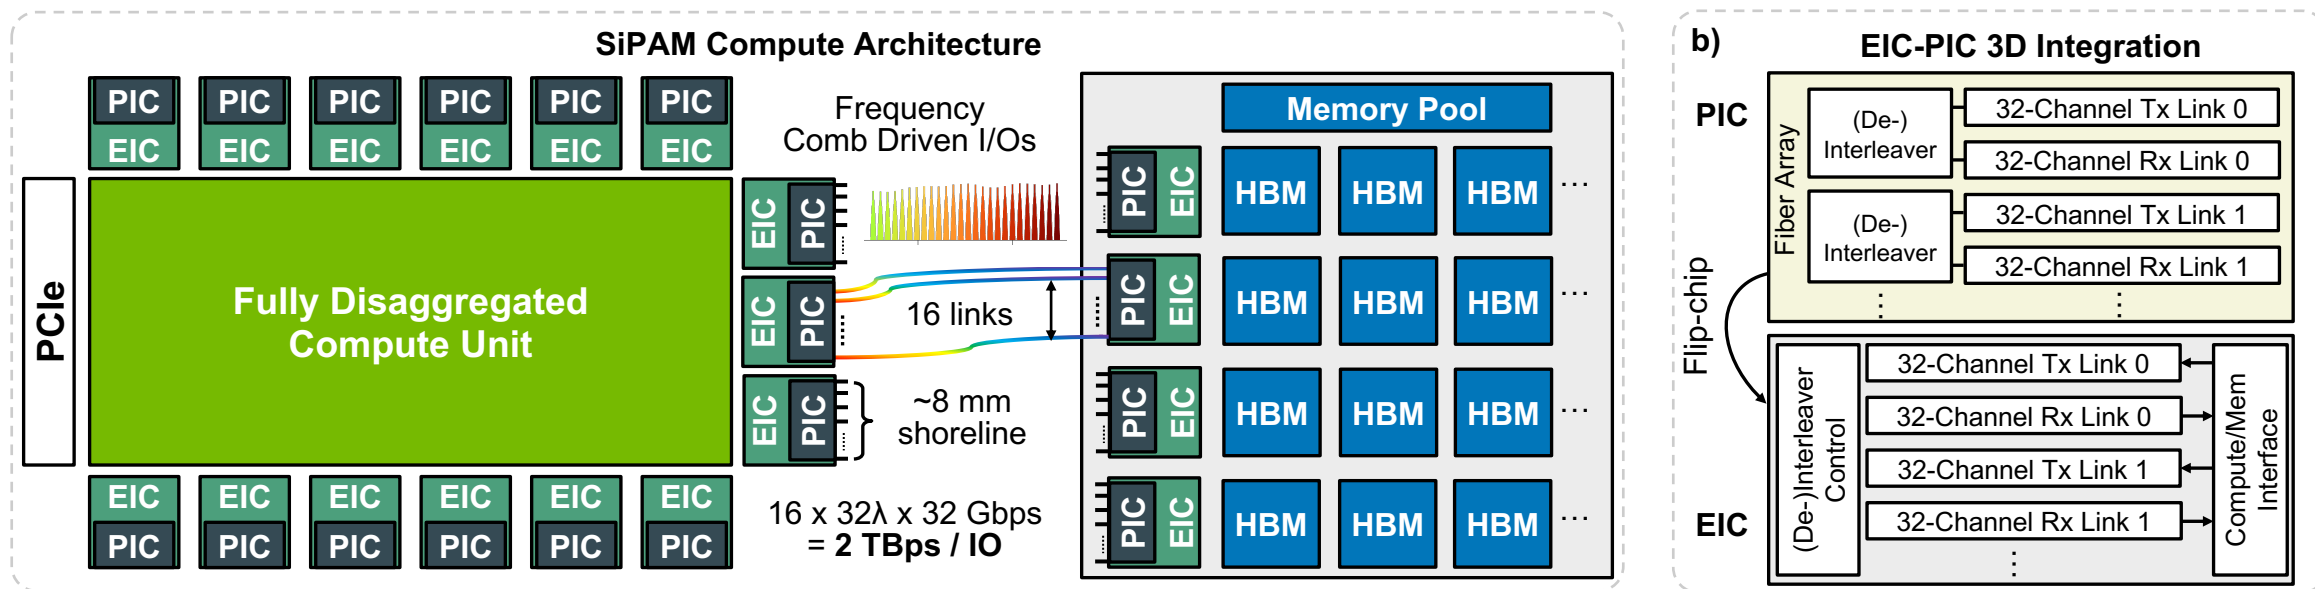 SiPAM Compute Architecture
PIC PIC PIC PIC PIC PIC
EIC EIC EIC EIC EIC EIC
PCIe
Fully Disaggregated
Compute Unit
EIC PIC
EIC PIC
EIC PIC
EIC EIC EIC EIC EIC EIC
PIC PIC PIC PIC PIC PIC
Frequency
Comb Driven I/Os
16 links
~8 mm
shoreline
16 x 32λ x 32 Gbps
= 2 TBps / IO
Memory Pool
PIC EIC HBM HBM HBM ...
PIC EIC HBM HBM HBM ...
PIC EIC HBM HBM HBM ...
PIC EIC HBM HBM HBM ...
b)
EIC-PIC 3D Integration
PIC
Fiber Array
(De-)
Interleaver
32-Channel Tx Link 0
32-Channel Rx Link 0
(De-)
Interleaver
32-Channel Tx Link 1
32-Channel Rx Link 1
Flip-chip
EIC
(De-)Interleaver
Control
32-Channel Tx Link 0
32-Channel Rx Link 0
32-Channel Tx Link 1
32-Channel Rx Link 1
Compute/Mem
Interface